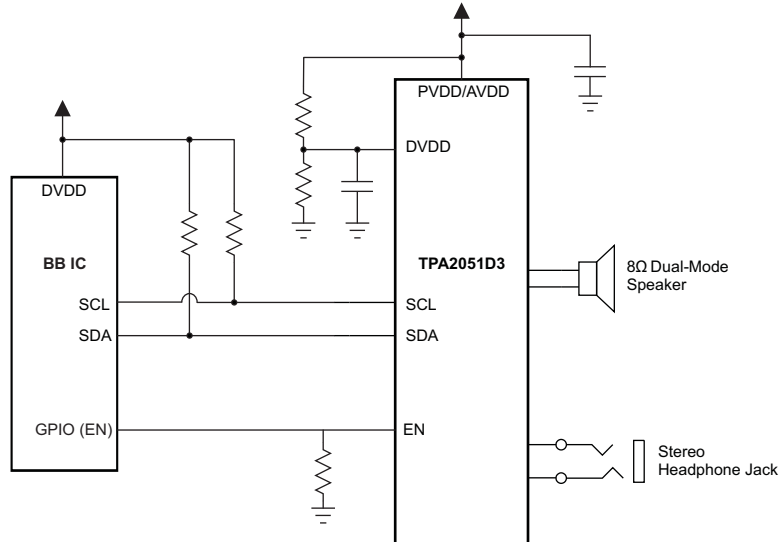 PVDD/AVDD
DVDD
DVDD
BB IC
TPA2051D3
8Ω Dual-Mode
Speaker
SCL
SCL
SDA
SDA
GPIO (EN)
EN
Stereo
Headphone Jack